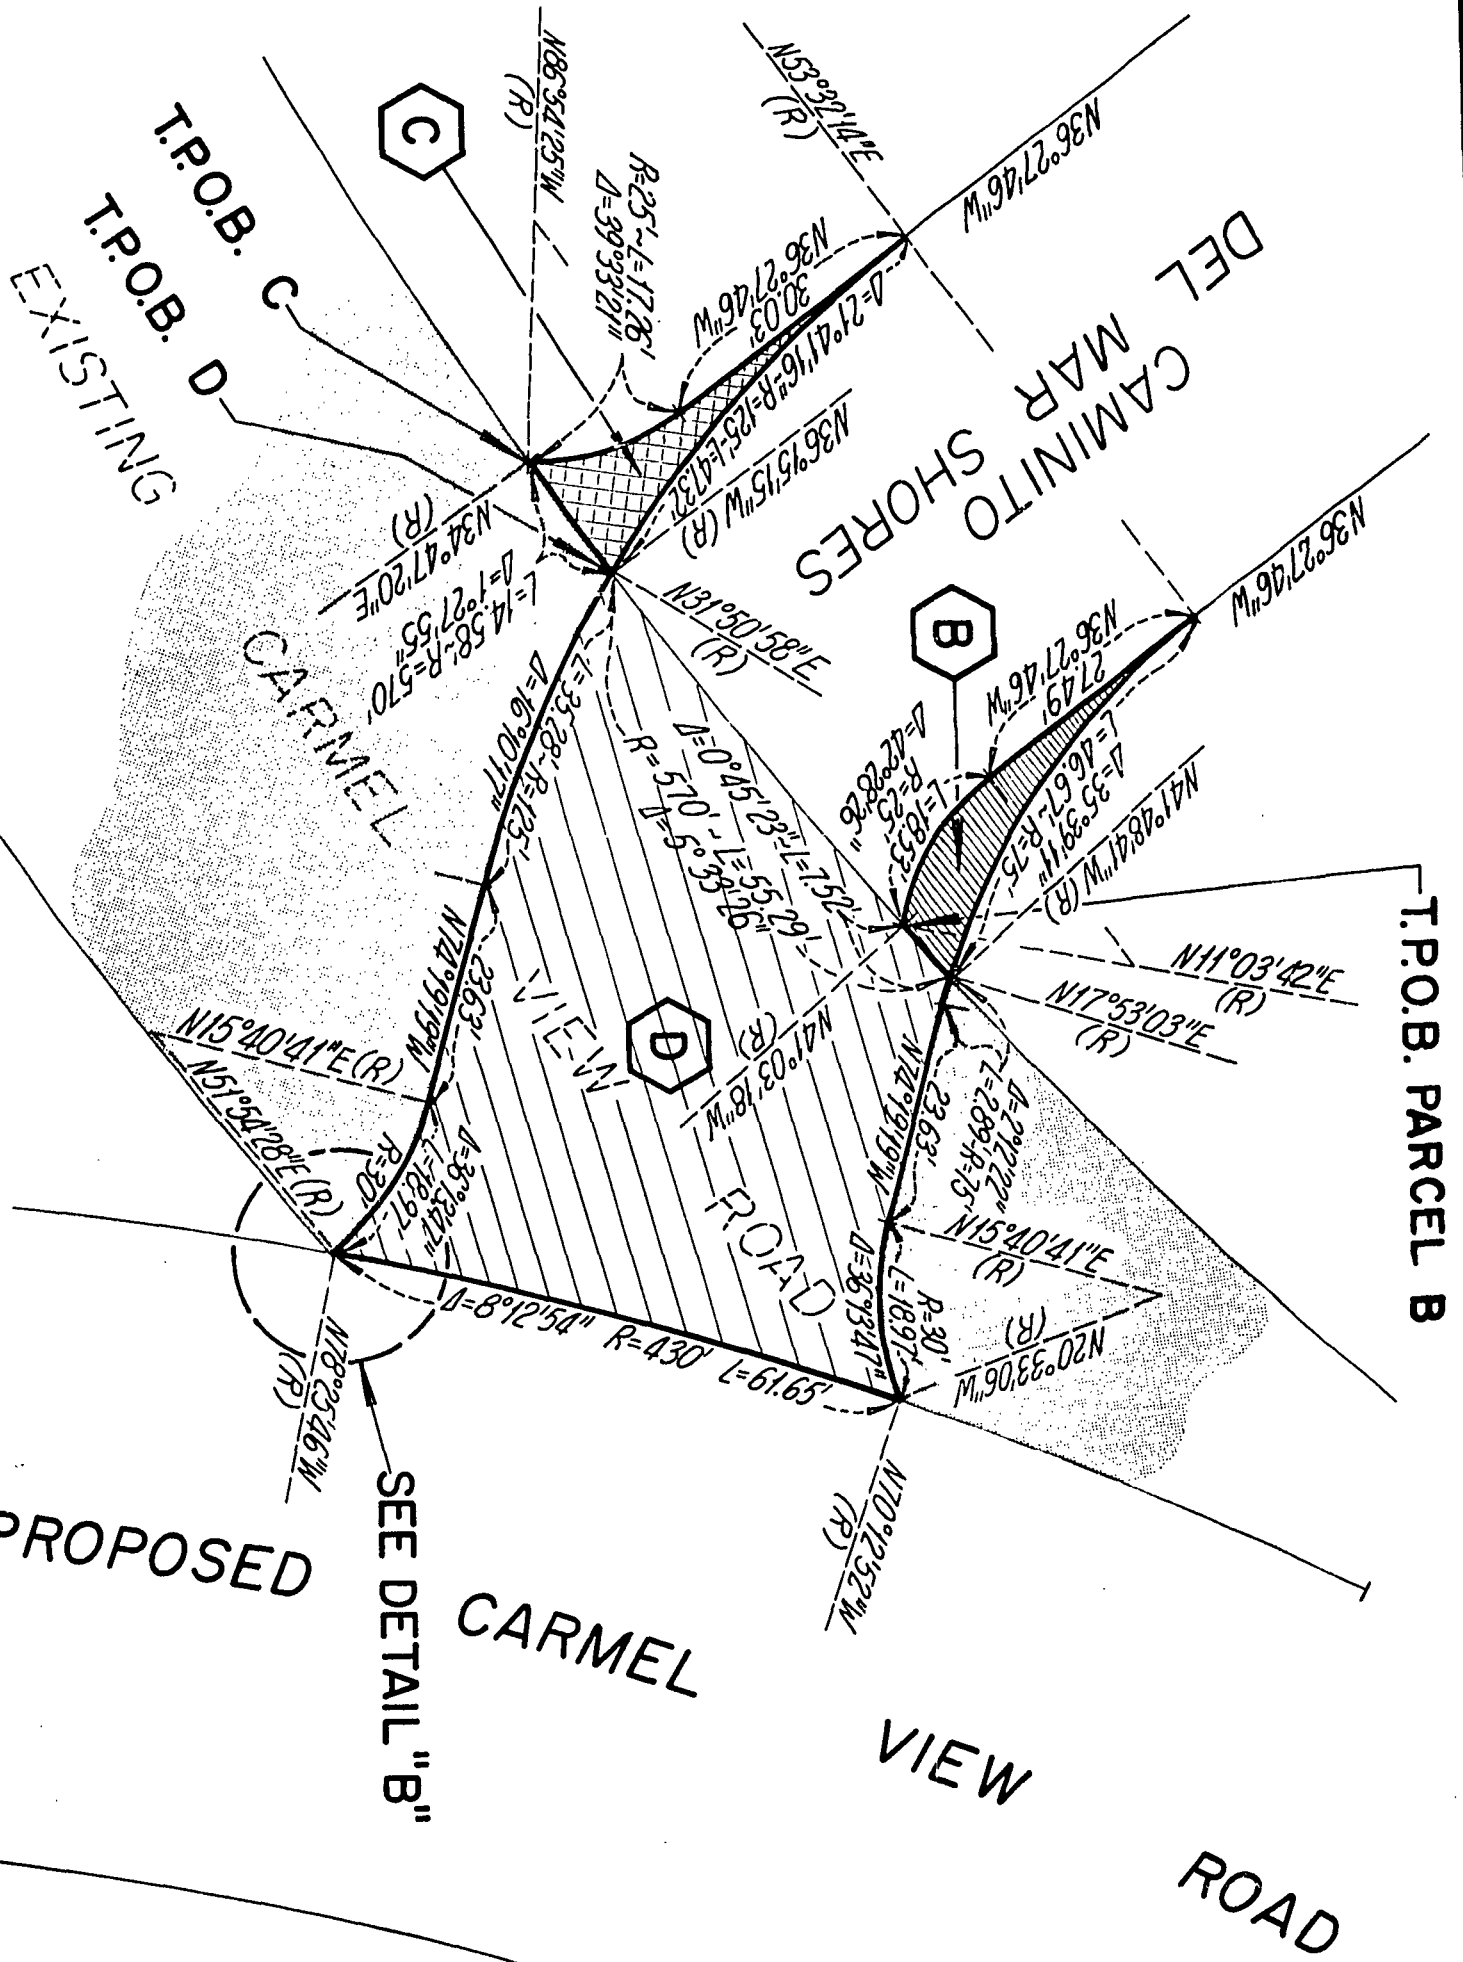 N86°54'25"W
(R)
N53°32'14"E
(R)
N36°27'46"W
DEL
MAR
CAMINITO
SHORES
T.P.O.B. C
T.P.O.B. D
C
R=25'~L=17.26'
Δ=39°33'21"
N36°27'46"W
30.03'
Δ=21°41'16"~R=125'~L=47.32'
N36°15'15"W (R)
EXISTING
CARMEL
VIEW
ROAD
N34°47'20"E
(R)
L=14.58'~R=570'
Δ=1°27'55"
N31°50'58"E
(R)
B
N36°27'46"W
27.49'
N36°27'46"W
L=46.67'~R=75'
Δ=35°39'11"
N41°48'41"W (R)
L=18.53'
R=25'
Δ=42°28'26"
Δ=0°45'23"~L=7.52'
R=570'~L=55.29'
Δ=5°33'26"
L=35.28'~R=125'
Δ=16°10'17"
T.P.O.B. PARCEL B
N11°03'42"E
(R)
N17°53'03"E
(R)
N41°03'18"W
(R)
D
N74°19'19"W
23.63'
N74°19'19"W
23.63'
Δ=2°12'22"
L=2.89'~R=75'
N15°40'41"E (R)
N51°54'28"E (R)
N15°40'41"E
(R)
N20°33'06"W
(R)
Δ=36°13'47"
L=18.97'
R=30'
R=30'
L=18.97'
Δ=36°13'47"
Δ=8°12'54" R=430' L=61.65'
N78°25'46"W
(R)
N70°12'52"W
(R)
SEE DETAIL "B"
PROPOSED CARMEL VIEW ROAD